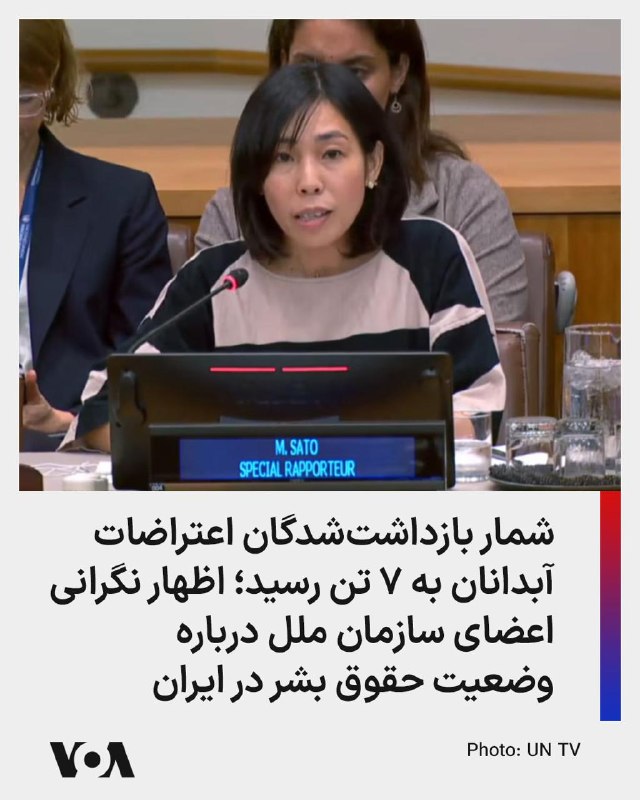 M. SATO
SPECIAL RAPPORTEUR
شمار بازداشت‌شدگان اعتراضات
آبدانان به ۷ تن رسید؛ اظهار نگرانی
اعضای سازمان ملل درباره
وضعیت حقوق بشر در ایران
VOA
Photo: UN TV